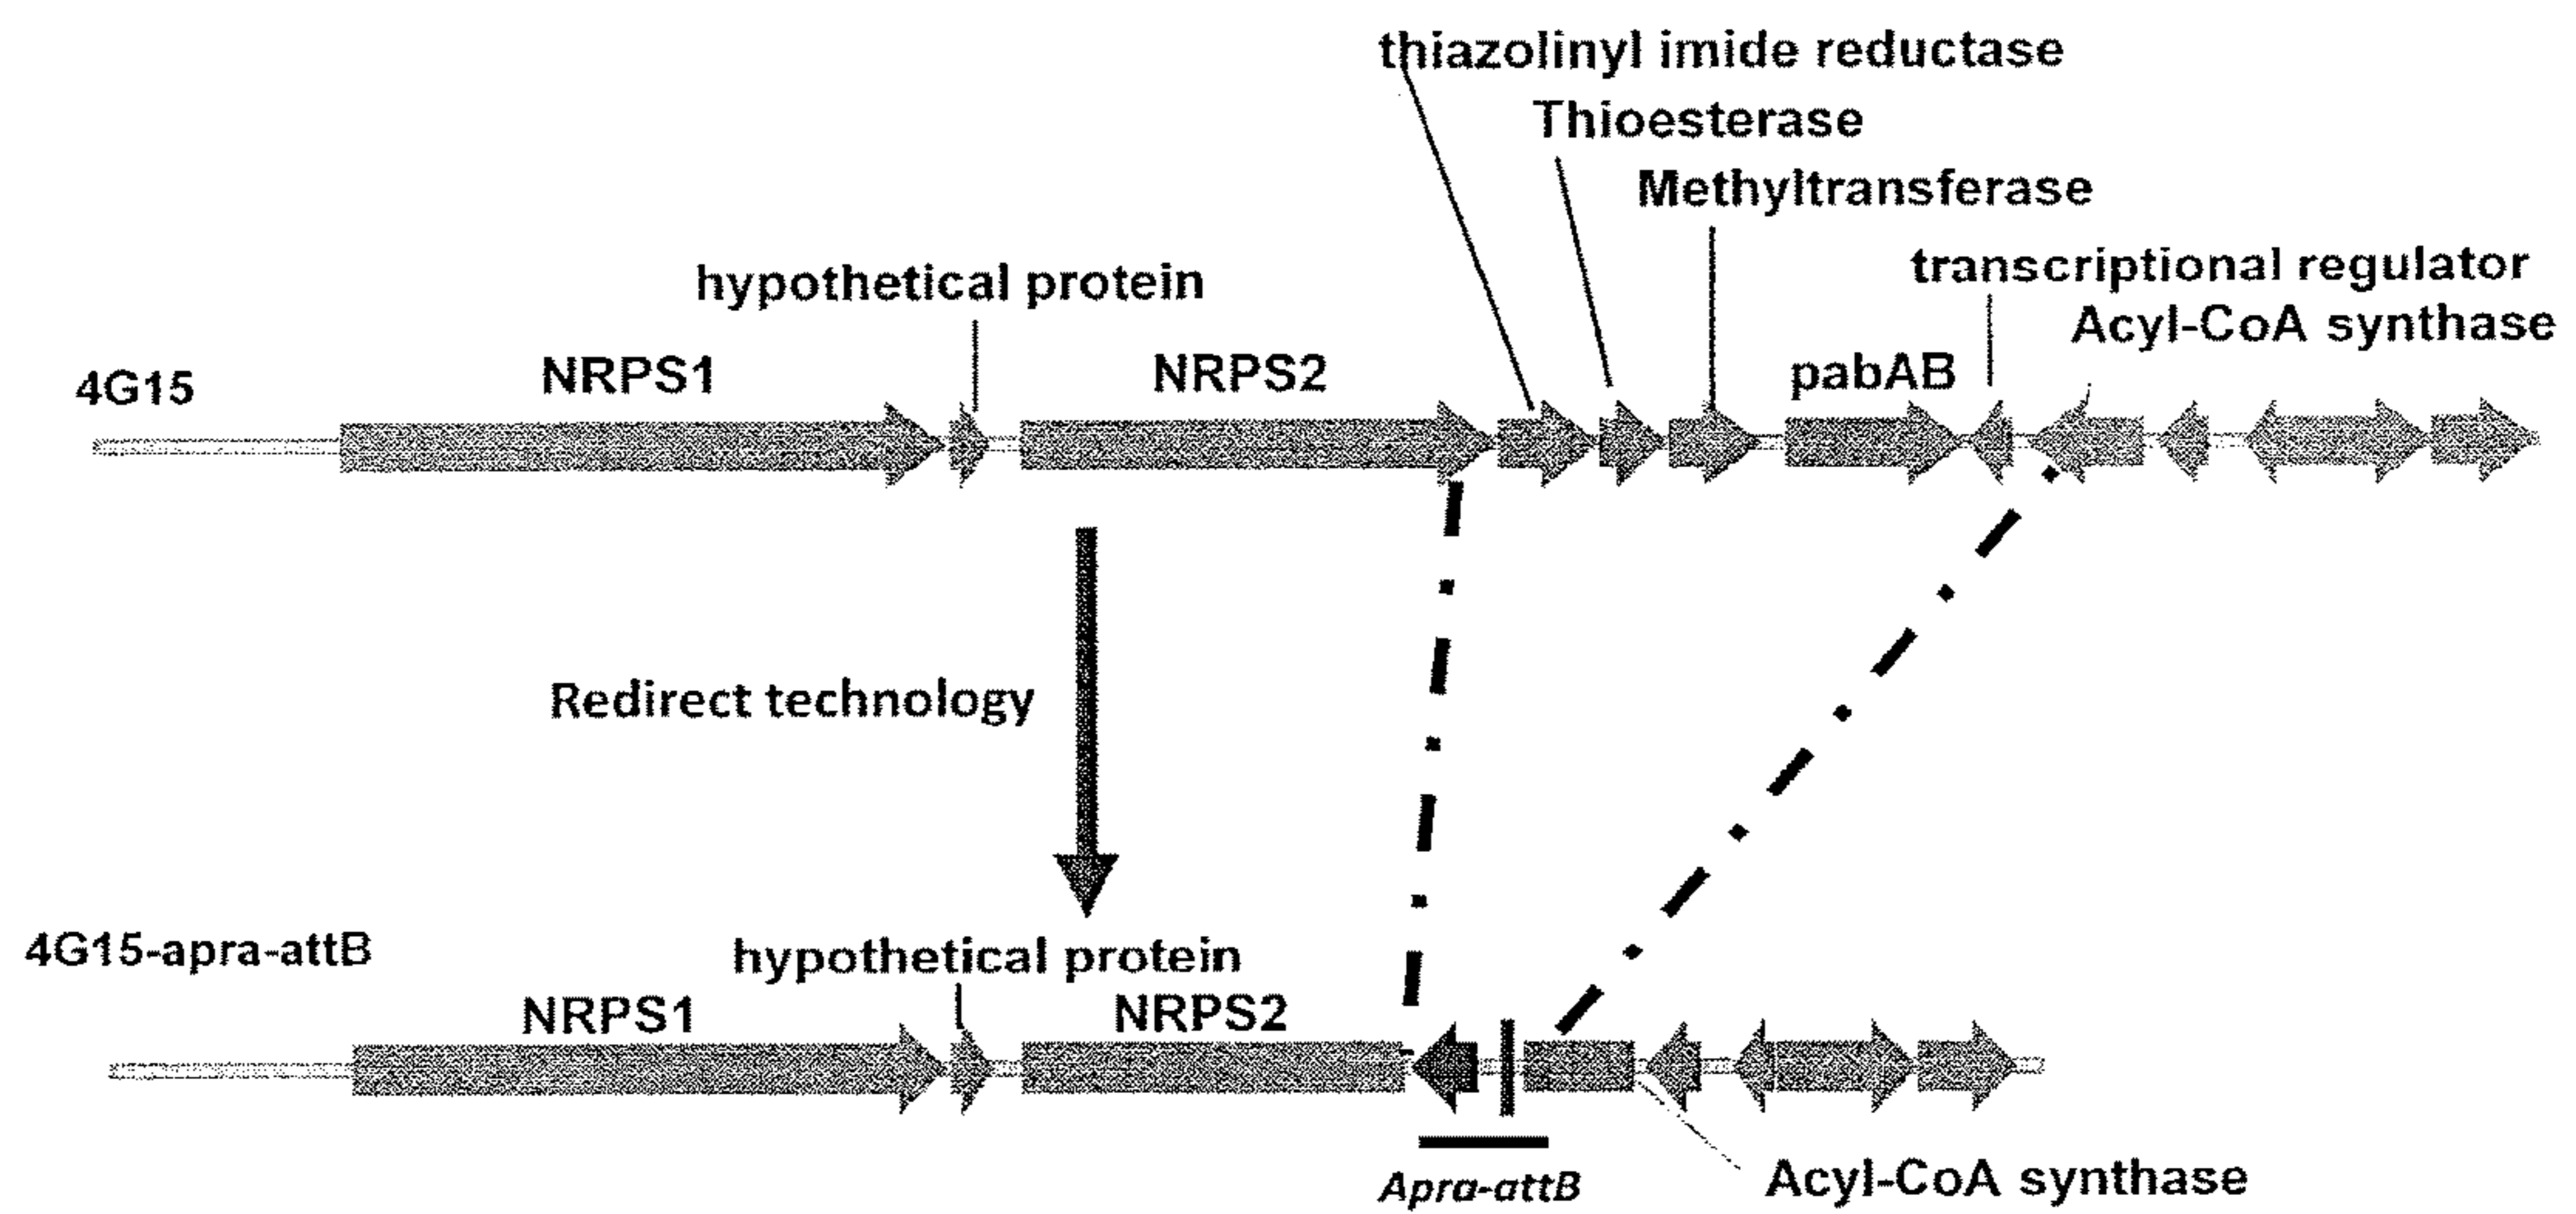 thiazolinyl imide reductase
Thioesterase
Methyltransferase
hypothetical protein
transcriptional regulator
Acyl-CoA synthase
4G15
NRPS1
NRPS2
pabAB
Redirect technology
4G15-apra-attB
hypothetical protein
NRPS1
NRPS2
Apra-attB
Acyl-CoA synthase